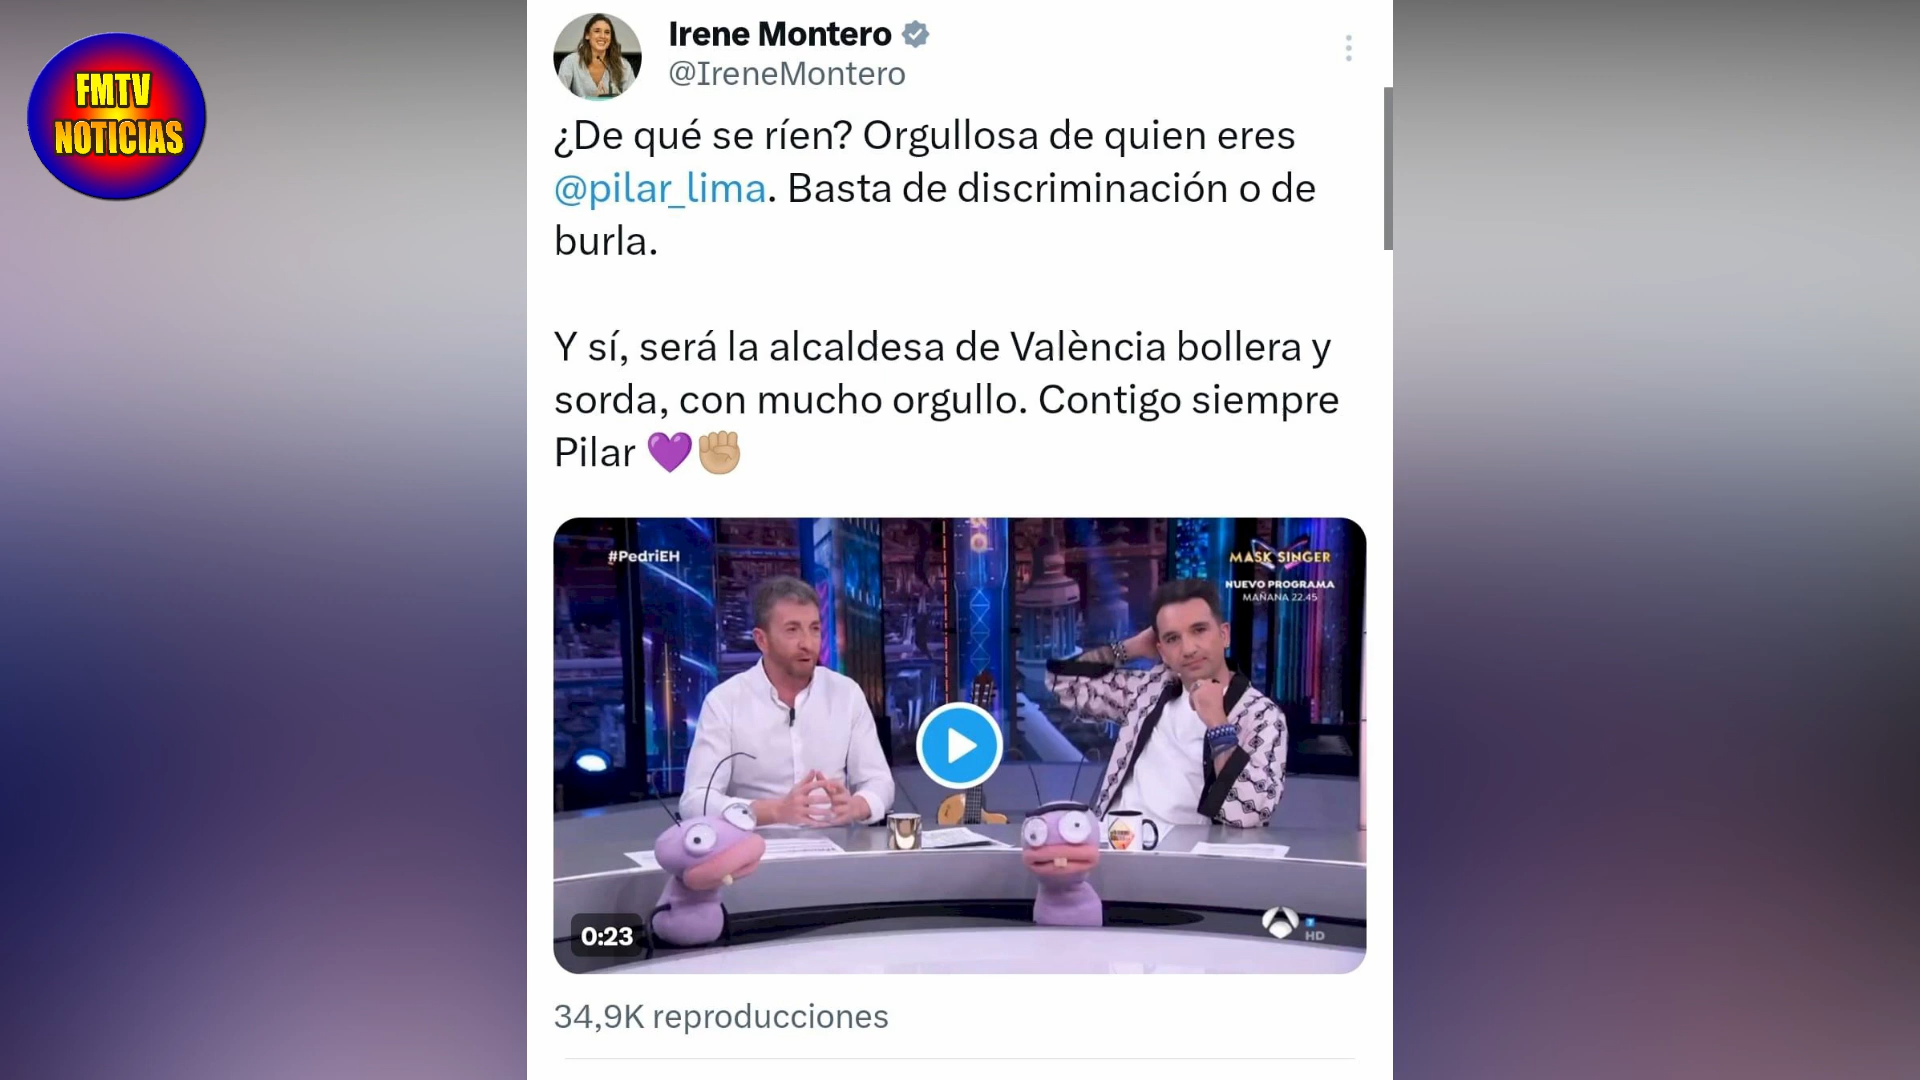 FMTV
NOTICIAS
Irene Montero
@IreneMontero
¿De qué se ríen? Orgullosa de quien eres
@pilar_lima. Basta de discriminación o de
burla.
Y sí, será la alcaldesa de València bollera y
sorda, con mucho orgullo. Contigo siempre
Pilar 💜✊🏼
#PedriEH
MASK SINGER
NUEVO PROGRAMA
MAÑANA 22.45
0:23
HD
34,9K reproducciones